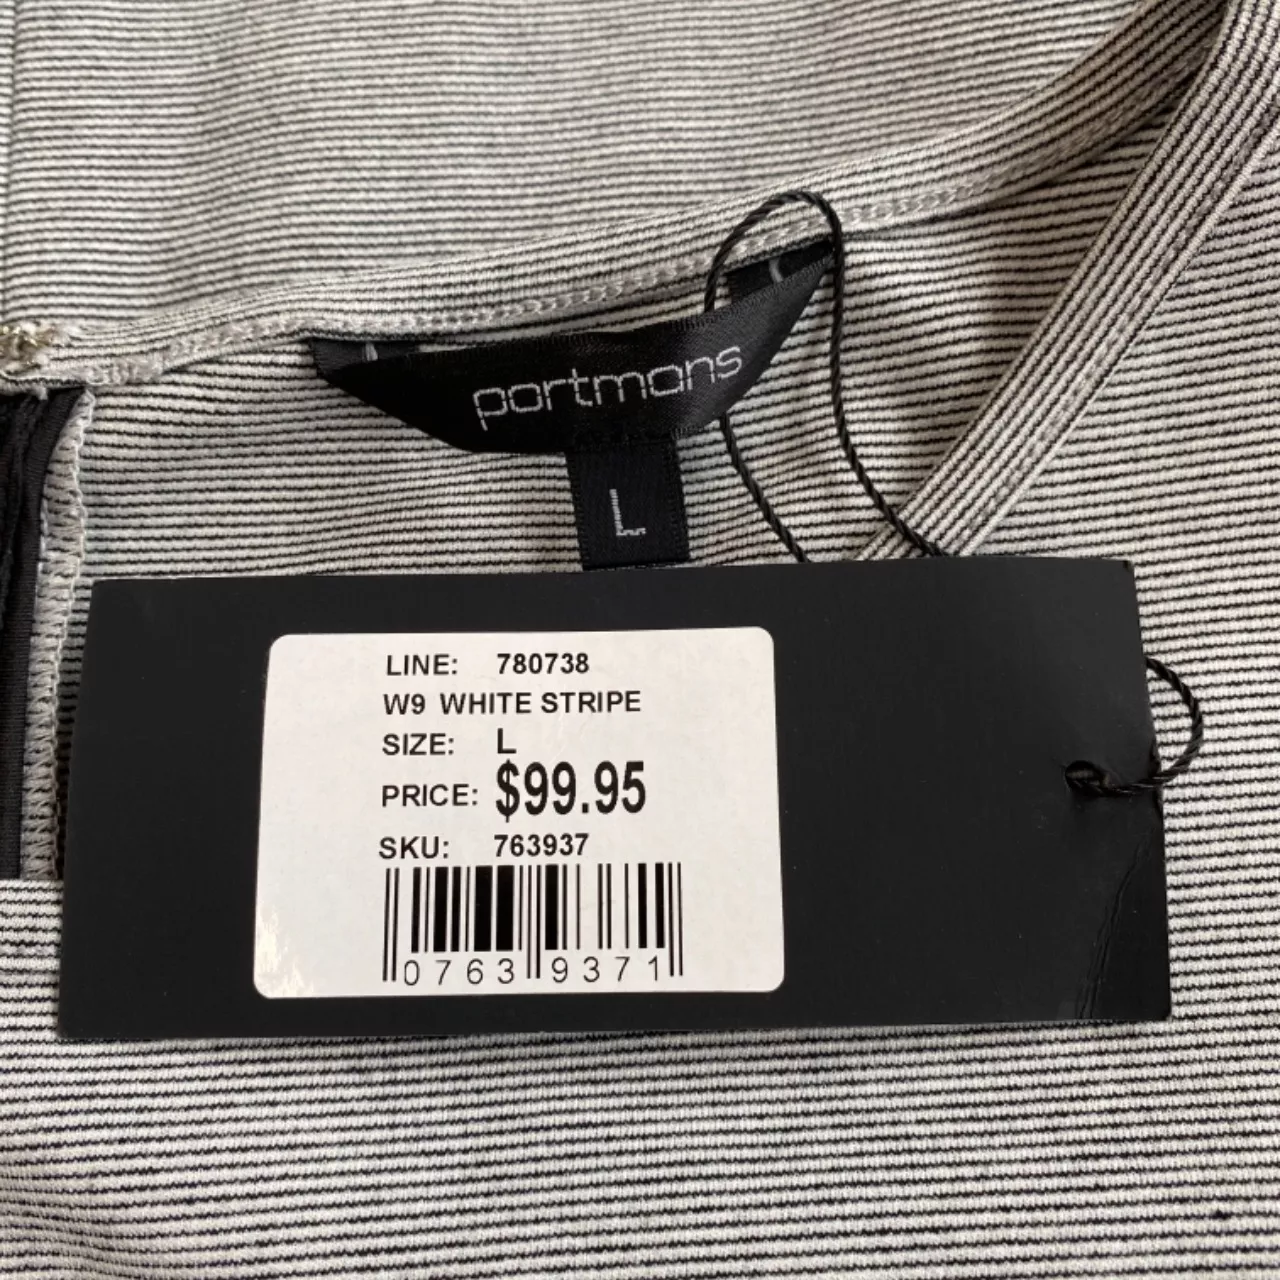 portmans
L
LINE: 780738
W9 WHITE STRIPE
SIZE: L
PRICE: $99.95
SKU: 763937
0763 9371